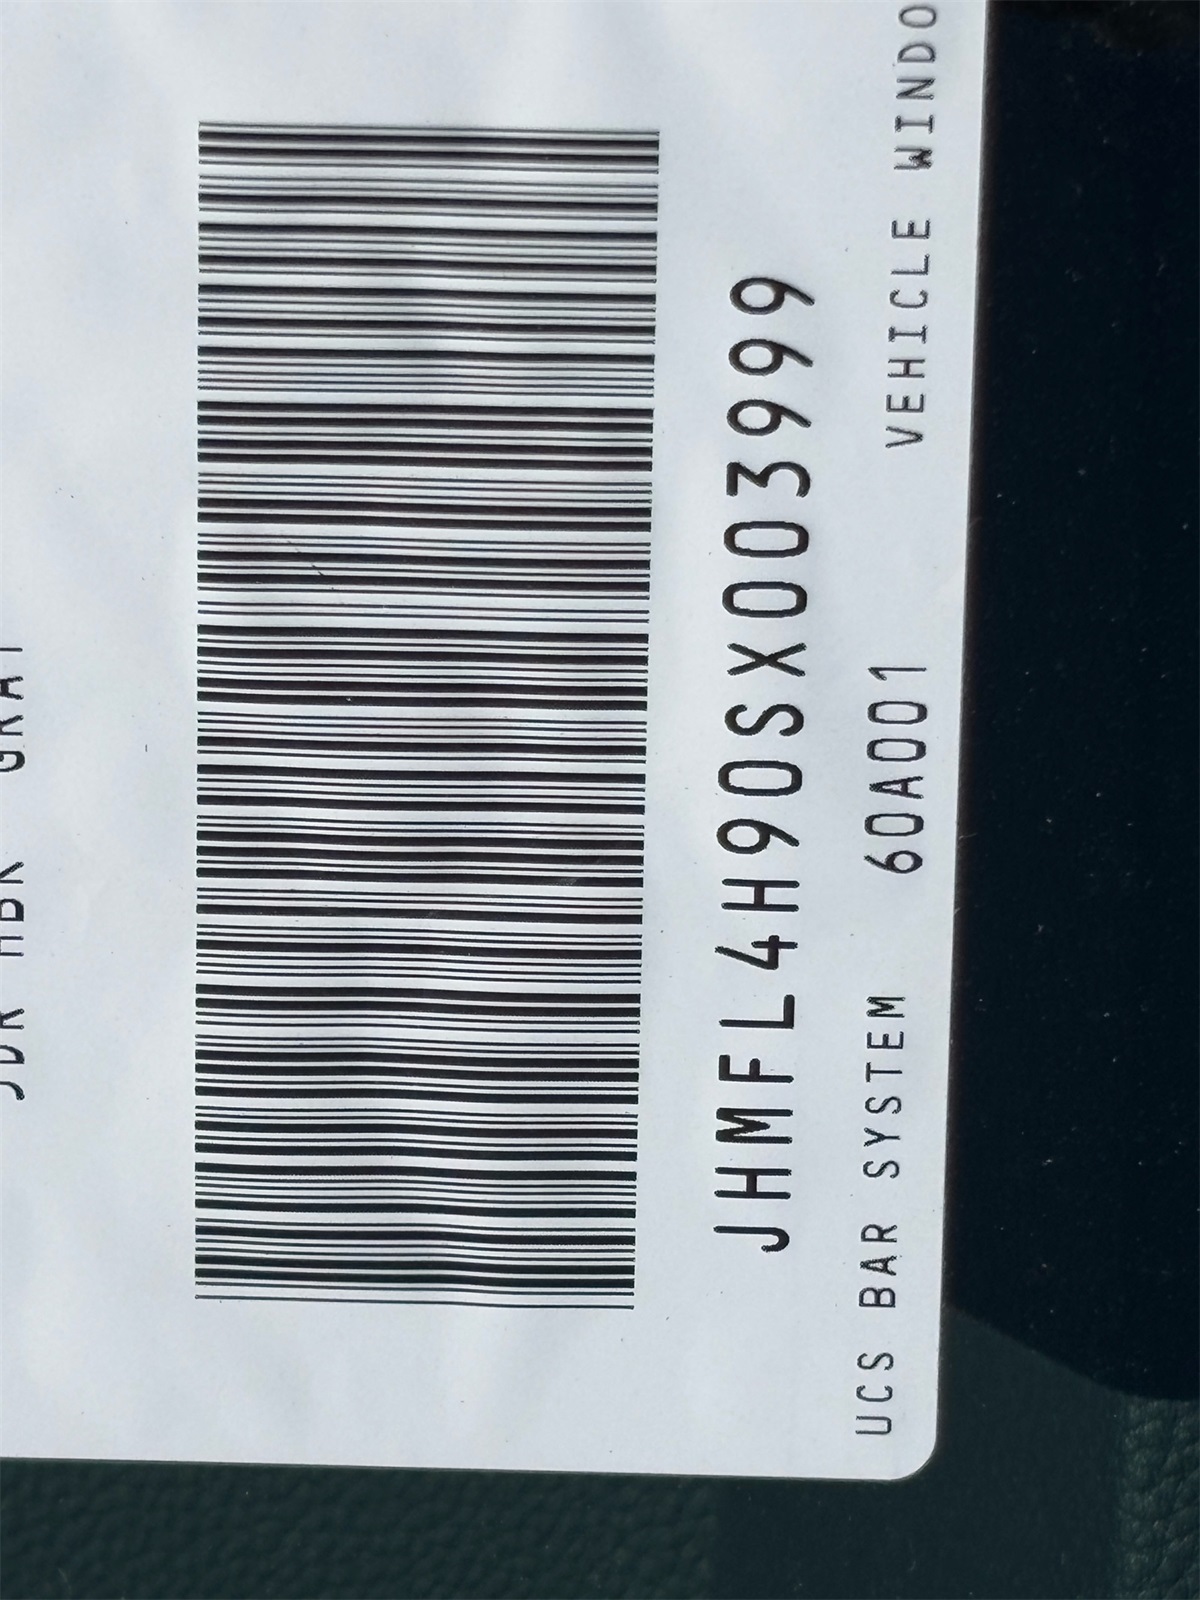 JHMFL4H90SX003999
UCS BAR SYSTEM 60A001 VEHICLE WINDO